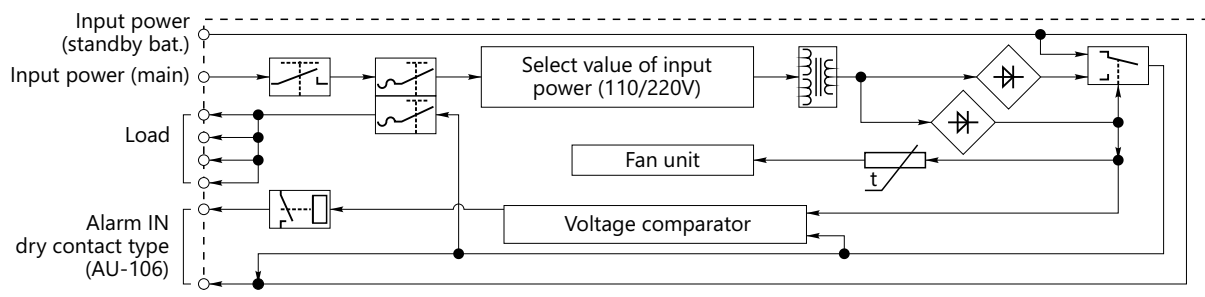 Input power
(standby bat.)
Input power (main)
Select value of input
power (110/220V)
Load
Fan unit
t
Alarm IN
dry contact type
(AU-106)
Voltage comparator